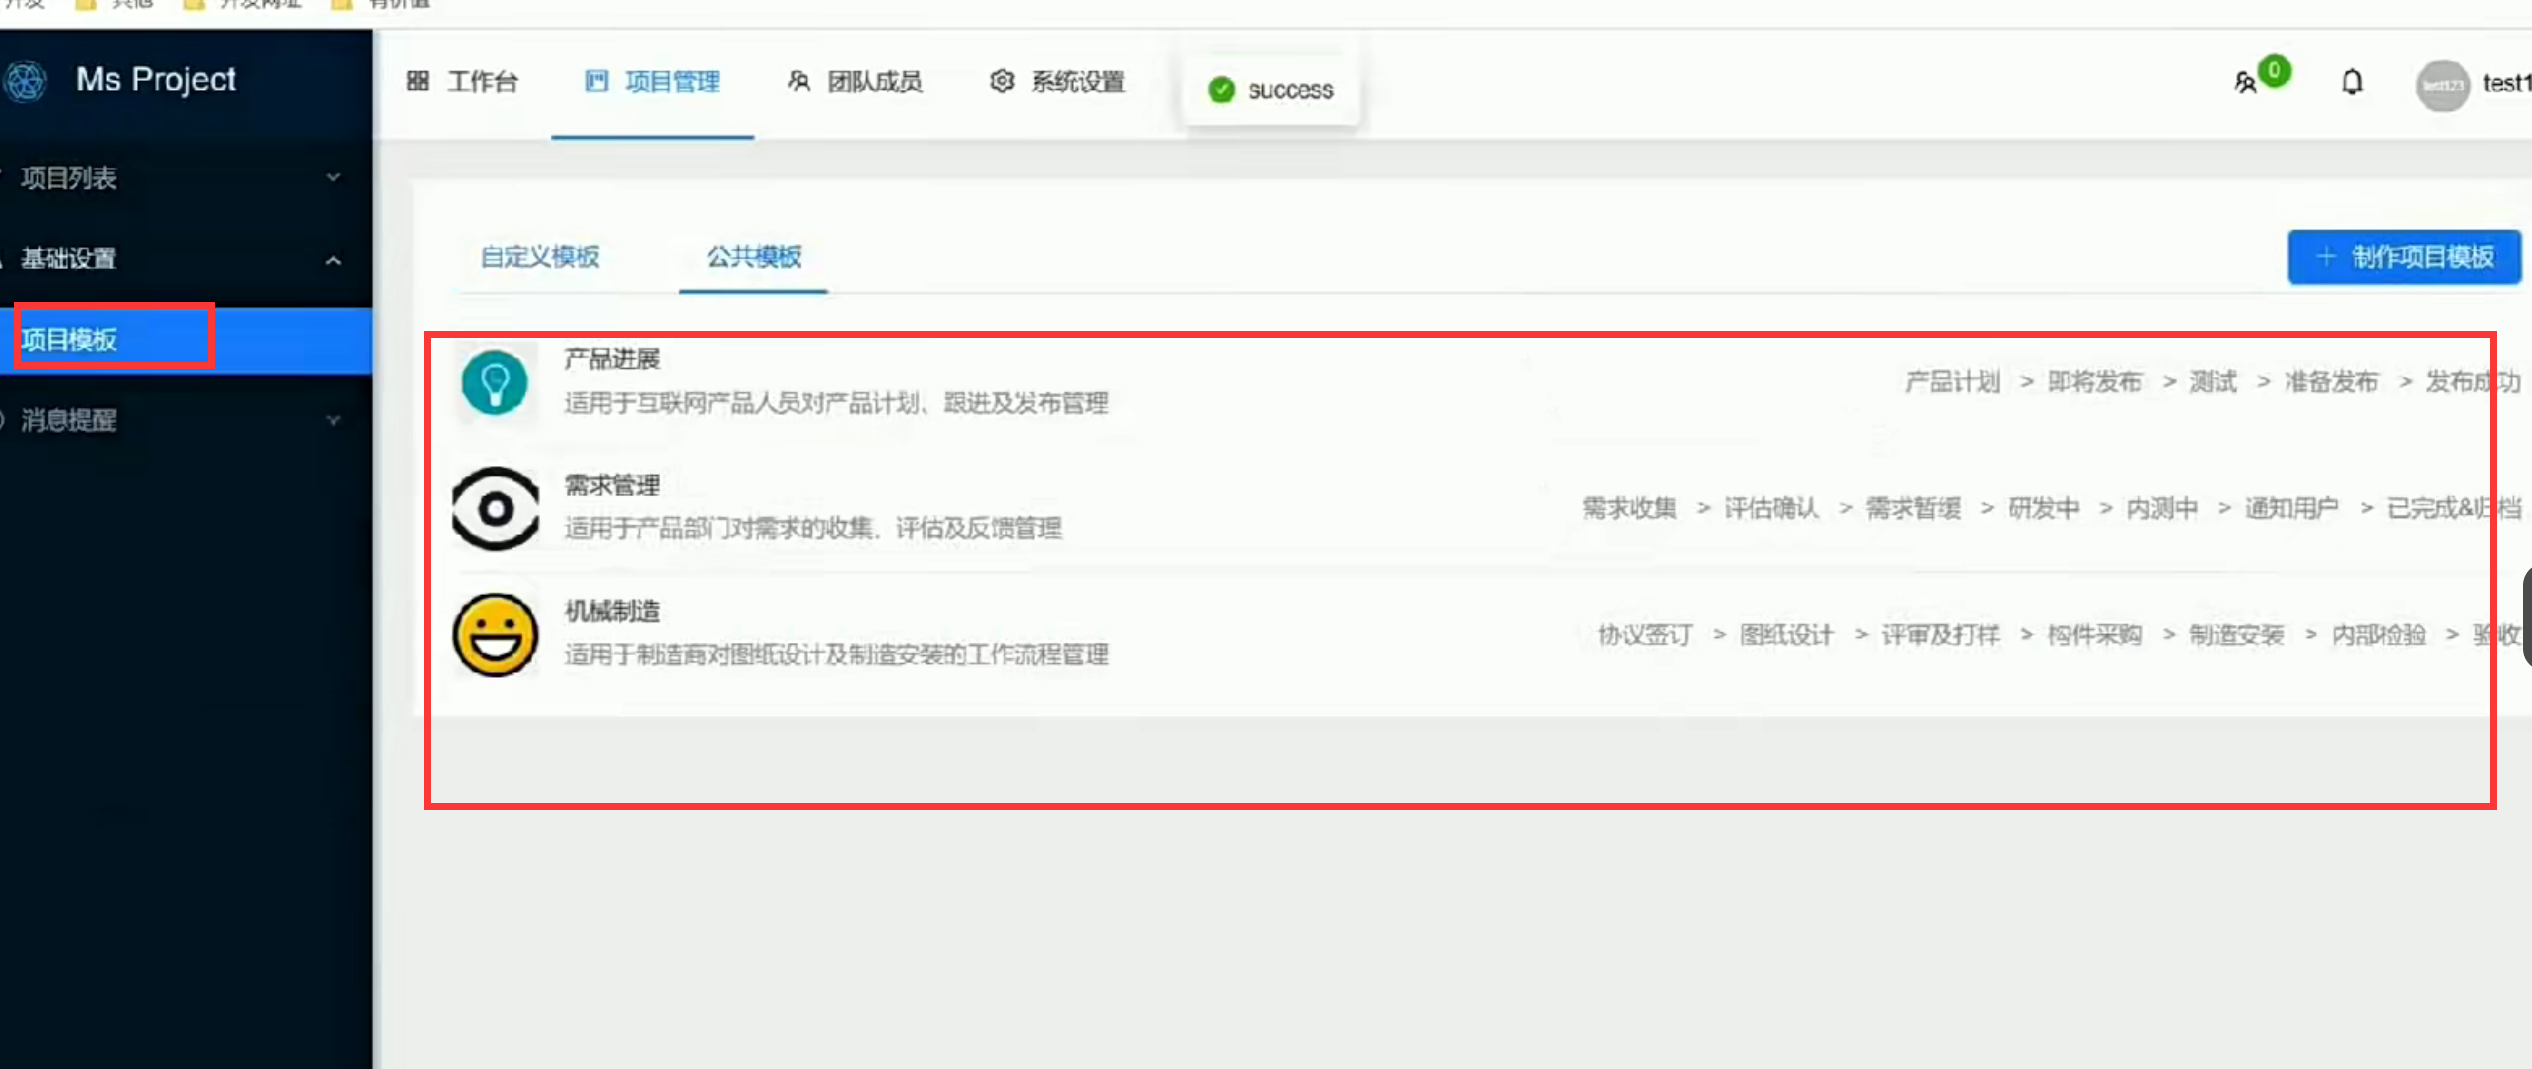 其他
开发网址
有价值
Ms Project
工作台
项目管理
团队成员
系统设置
success
0
test123
test1
项目列表
基础设置
项目模板
消息提醒
自定义模板
公共模板
+ 制作项目模板
产品进展
适用于互联网产品人员对产品计划、跟进及发布管理
产品计划 > 即将发布 > 测试 > 准备发布 > 发布成功
需求管理
适用于产品部门对需求的收集、评估及反馈管理
需求收集 > 评估确认 > 需求暂缓 > 研发中 > 内测中 > 通知用户 > 已完成&归档
机械制造
适用于制造商对图纸设计及制造安装的工作流程管理
协议签订 > 图纸设计 > 评审及打样 > 构件采购 > 制造安装 > 内部检验 > 验收